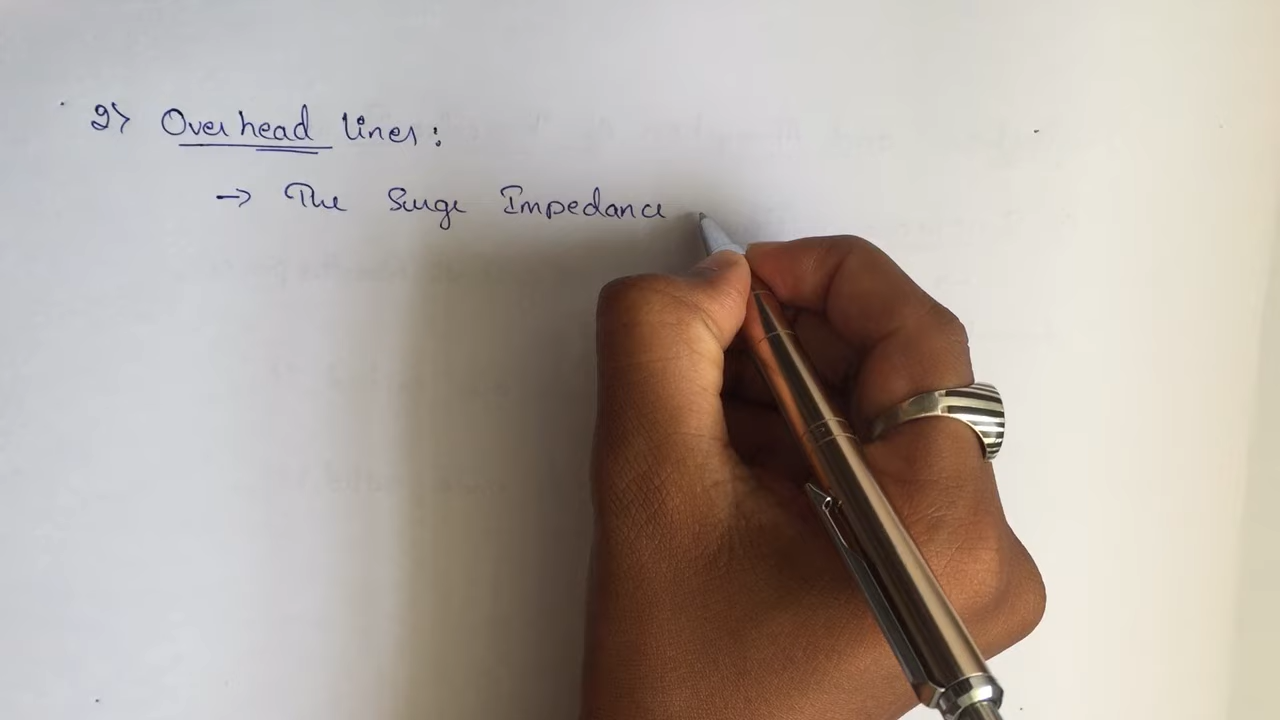 2) Overhead lines:
→ The Surge Impedance